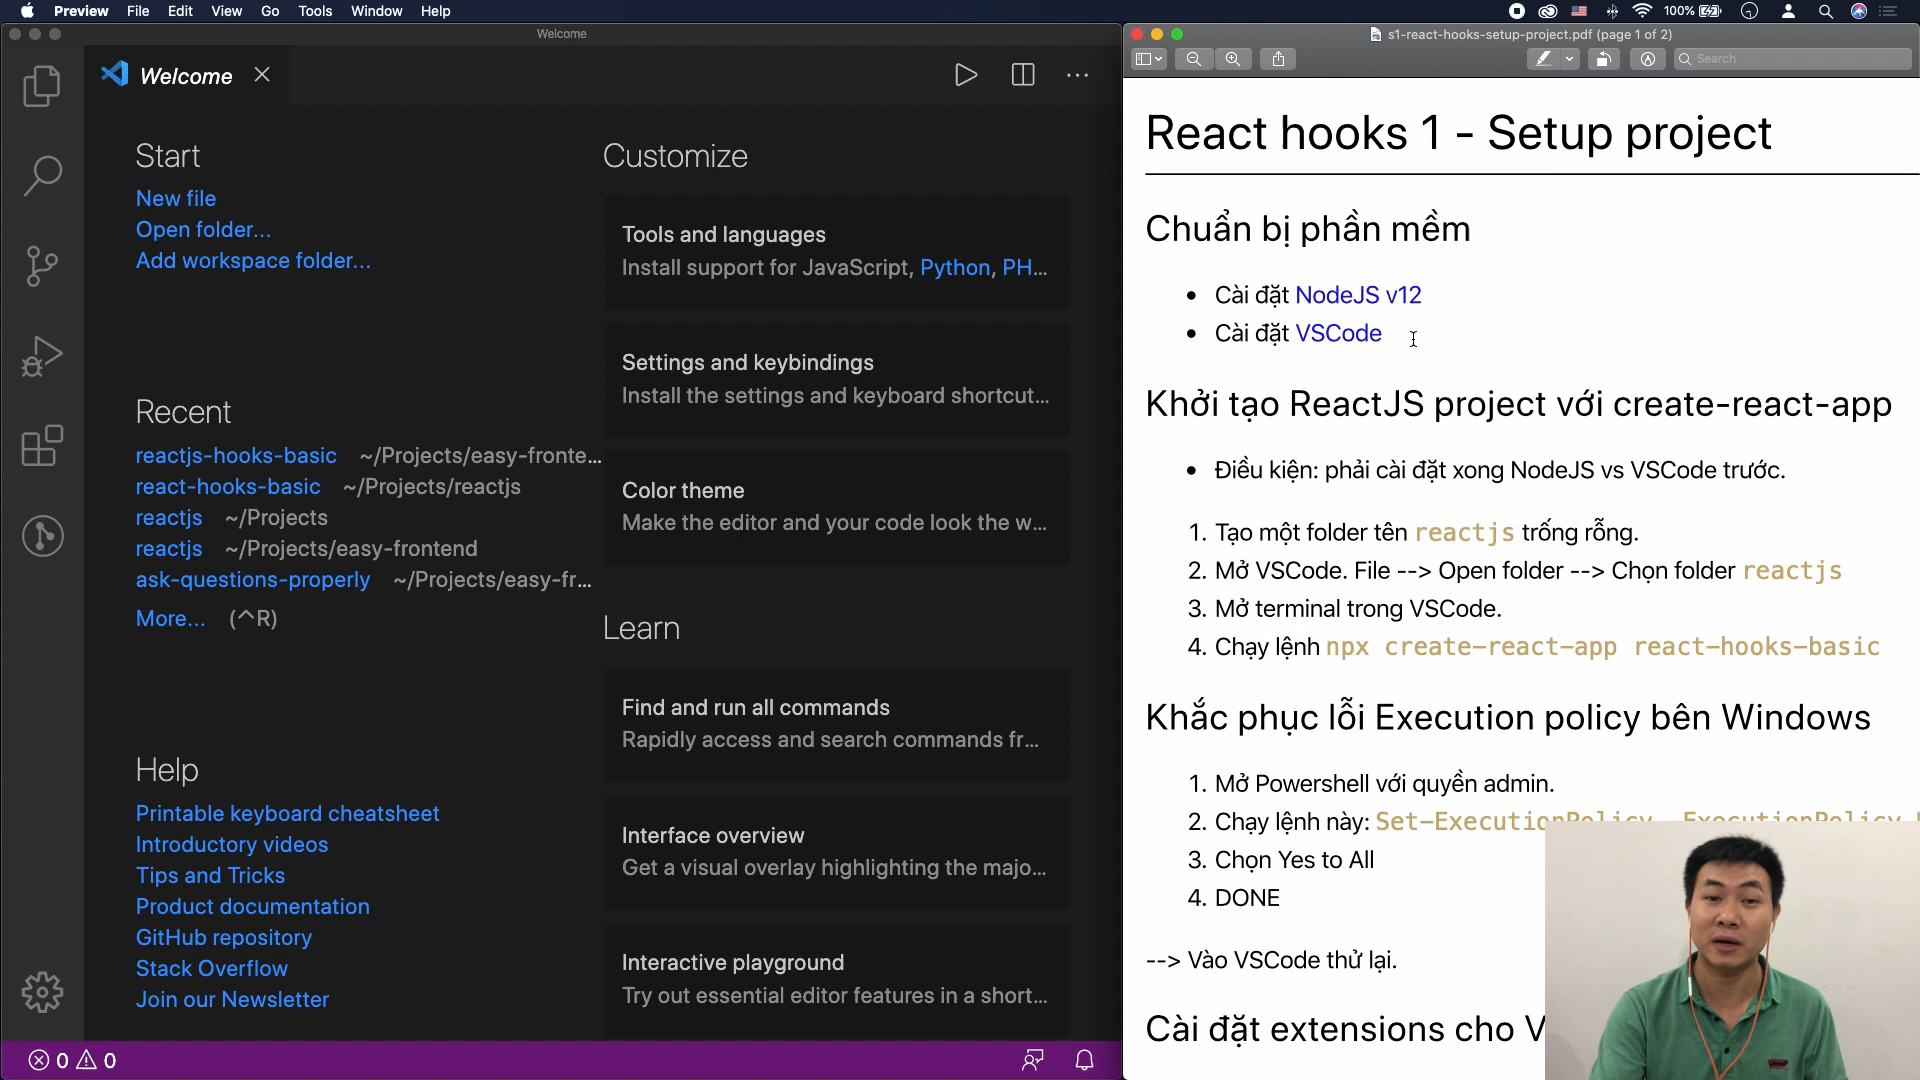 Preview File Edit View Go Tools Window Help
100%
Welcome
Welcome
Start
New file
Open folder...
Add workspace folder...
Recent
reactjs-hooks-basic ~/Projects/easy-fronte...
react-hooks-basic ~/Projects/reactjs
reactjs ~/Projects
reactjs ~/Projects/easy-frontend
ask-questions-properly ~/Projects/easy-fr...
More... (^R)
Help
Printable keyboard cheatsheet
Introductory videos
Tips and Tricks
Product documentation
GitHub repository
Stack Overflow
Join our Newsletter
Customize
Tools and languages
Install support for JavaScript, Python, PH...
Settings and keybindings
Install the settings and keyboard shortcut...
Color theme
Make the editor and your code look the w...
Learn
Find and run all commands
Rapidly access and search commands fr...
Interface overview
Get a visual overlay highlighting the majo...
Interactive playground
Try out essential editor features in a short...
0 0
s1-react-hooks-setup-project.pdf (page 1 of 2)
Search
React hooks 1 - Setup project
Chuẩn bị phần mềm
• Cài đặt NodeJS v12
• Cài đặt VSCode
Khởi tạo ReactJS project với create-react-app
• Điều kiện: phải cài đặt xong NodeJS vs VSCode trước.
1. Tạo một folder tên reactjs trống rỗng.
2. Mở VSCode. File --> Open folder --> Chọn folder reactjs
3. Mở terminal trong VSCode.
4. Chạy lệnh npx create-react-app react-hooks-basic
Khắc phục lỗi Execution policy bên Windows
1. Mở Powershell với quyền admin.
2. Chạy lệnh này: Set-ExecutionPolicy -ExecutionPolicy
3. Chọn Yes to All
4. DONE
--> Vào VSCode thử lại.
Cài đặt extensions cho V